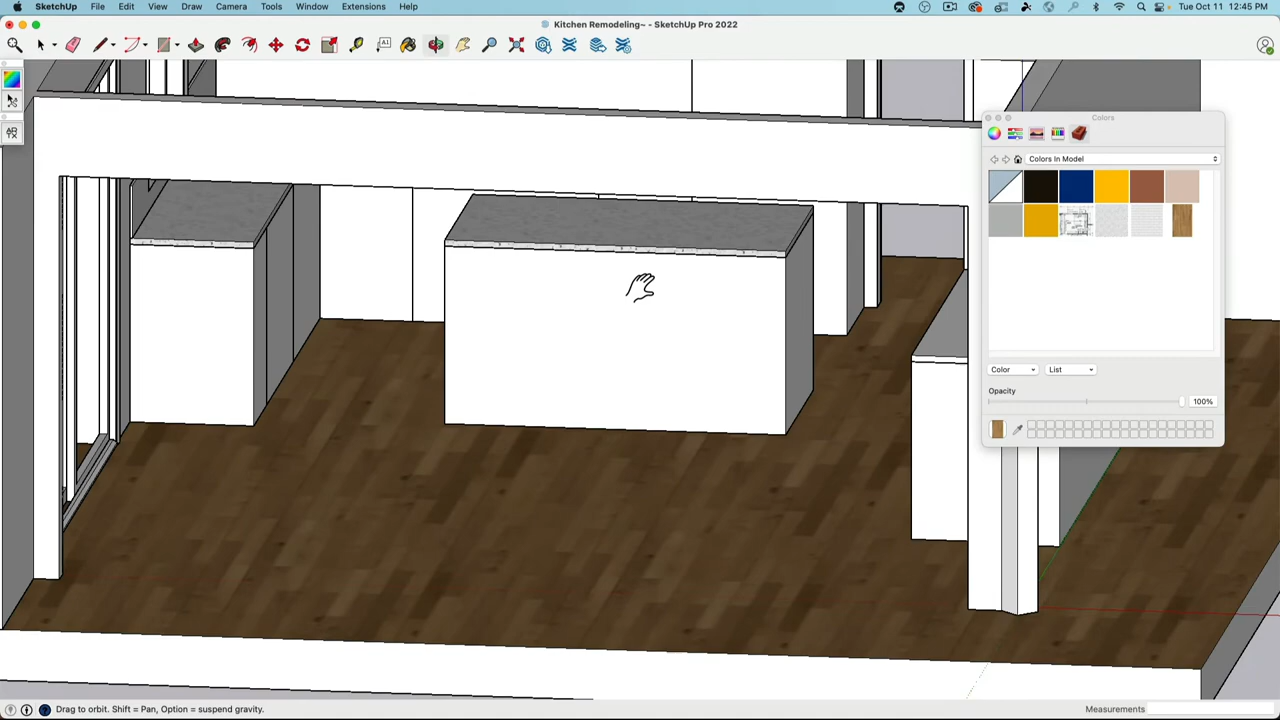 SketchUp File Edit View Draw Camera Tools Window Extensions Help Tue Oct 11 12:45 PM
Kitchen Remodeling~ - SketchUp Pro 2022
Colors
Colors In Model
Color
List
Opacity
100%
Drag to orbit. Shift = Pan, Option = suspend gravity.
Measurements